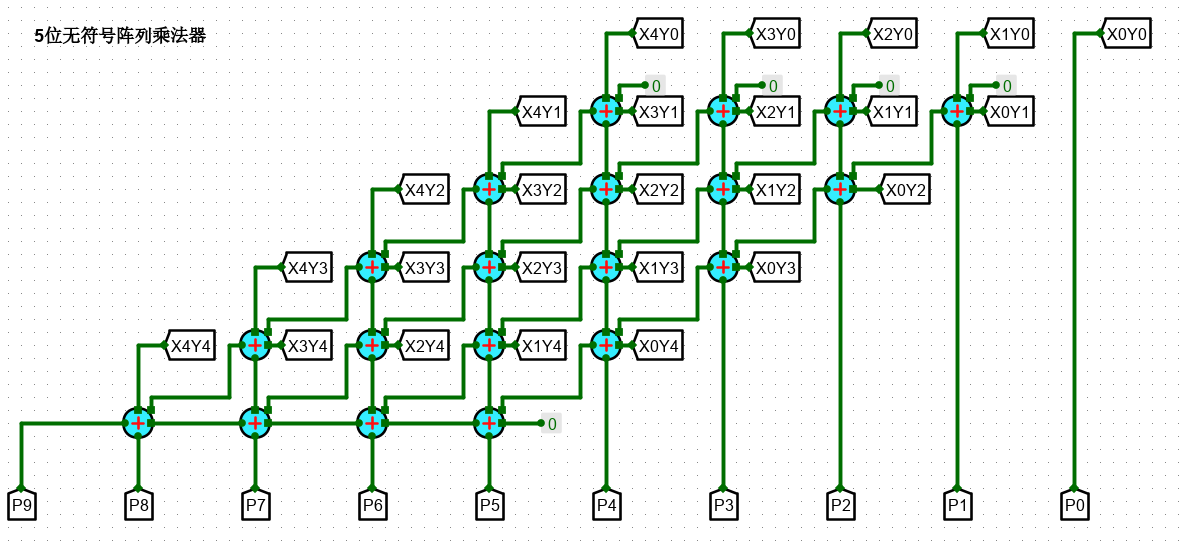 5位无符号阵列乘法器
X4Y0 X3Y0 X2Y0 X1Y0 X0Y0
0 0 0 0
X4Y1 X3Y1 X2Y1 X1Y1 X0Y1
X4Y2 X3Y2 X2Y2 X1Y2 X0Y2
X4Y3 X3Y3 X2Y3 X1Y3 X0Y3
X4Y4 X3Y4 X2Y4 X1Y4 X0Y4
0
P9 P8 P7 P6 P5 P4 P3 P2 P1 P0